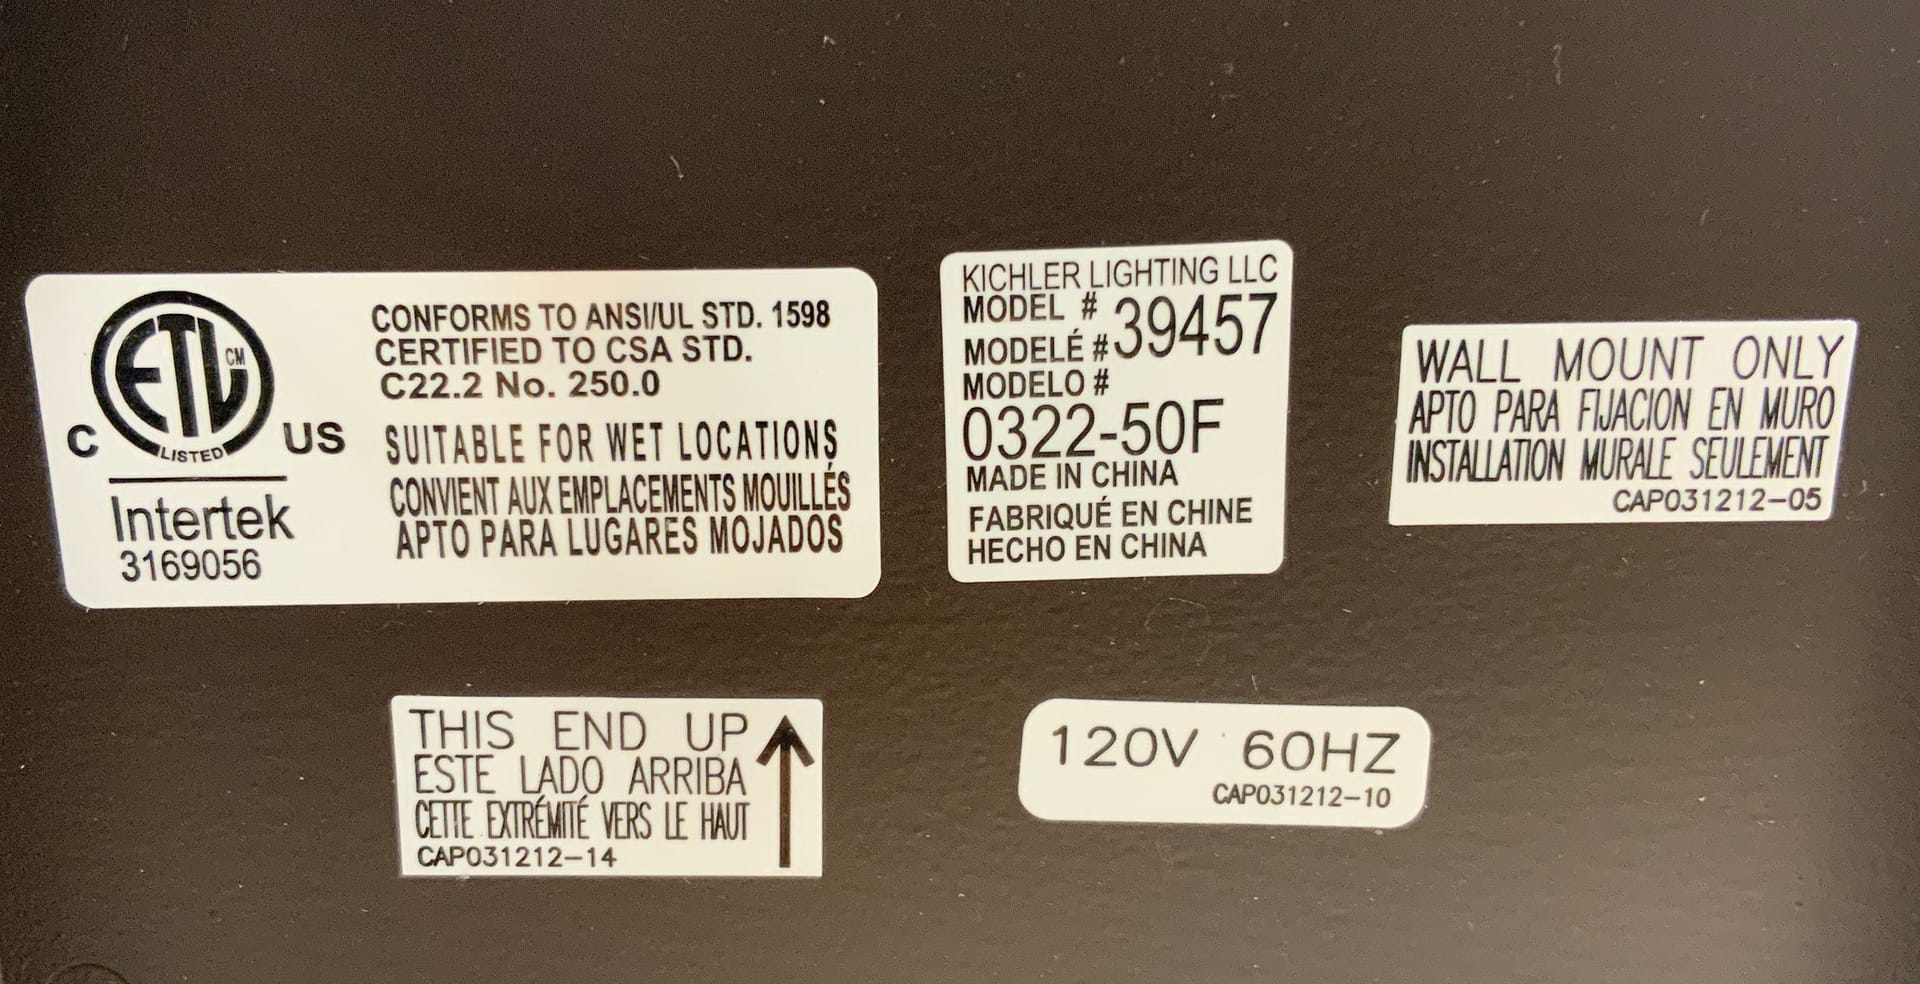 ETL CM
LISTED
C US
Intertek
3169056
CONFORMS TO ANSI/UL STD. 1598
CERTIFIED TO CSA STD.
C22.2 No. 250.0
SUITABLE FOR WET LOCATIONS
CONVIENT AUX EMPLACEMENTS MOUILLÉS
APTO PARA LUGARES MOJADOS
KICHLER LIGHTING LLC
MODEL #
MODELÉ # 39457
MODELO #
0322-50F
MADE IN CHINA
FABRIQUÉ EN CHINE
HECHO EN CHINA
WALL MOUNT ONLY
APTO PARA FIJACION EN MURO
INSTALLATION MURALE SEULEMENT
CAP031212-05
THIS END UP
ESTE LADO ARRIBA
CETTE EXTRÉMITÉ VERS LE HAUT
CAP031212-14
120V 60HZ
CAP031212-10